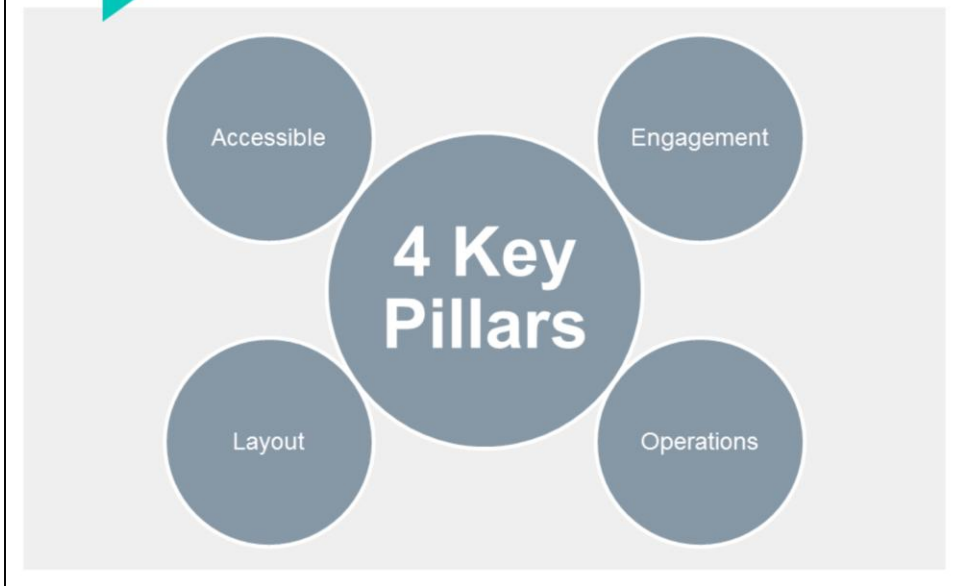 Accessible
Engagement
4 Key
Pillars
Layout
Operations